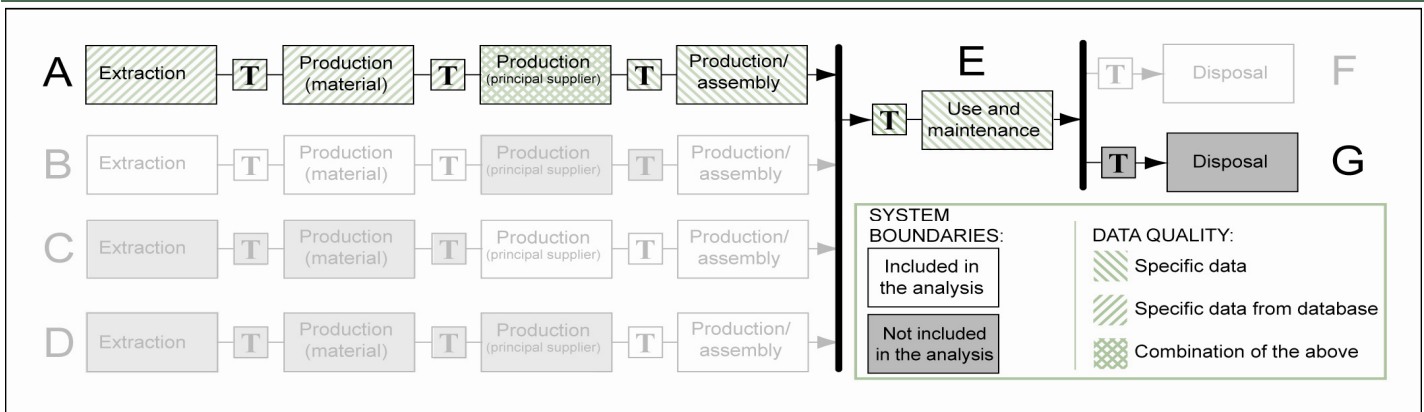 A Extraction T Production (material) T Production (principal supplier) T Production/ assembly
B Extraction T Production (material) T Production (principal supplier) T Production/ assembly
C Extraction T Production (material) T Production (principal supplier) T Production/ assembly
D Extraction T Production (material) T Production (principal supplier) T Production/ assembly
E
T Use and
maintenance
T Disposal F
T Disposal G
SYSTEM
BOUNDARIES:
Included in
the analysis
Not included
in the analysis
DATA QUALITY:
Specific data
Specific data from database
Combination of the above